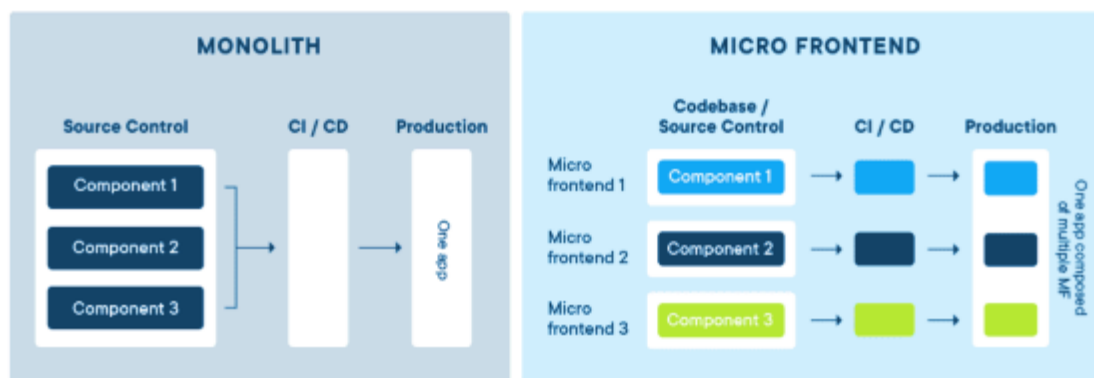 MONOLITH
Source Control
CI / CD
Production
Component 1
Component 2
Component 3
One app
MICRO FRONTEND
Codebase /
Source Control
CI / CD
Production
Micro
frontend 1
Component 1
Micro
frontend 2
Component 2
Micro
frontend 3
Component 3
One app composed
of multiple MF